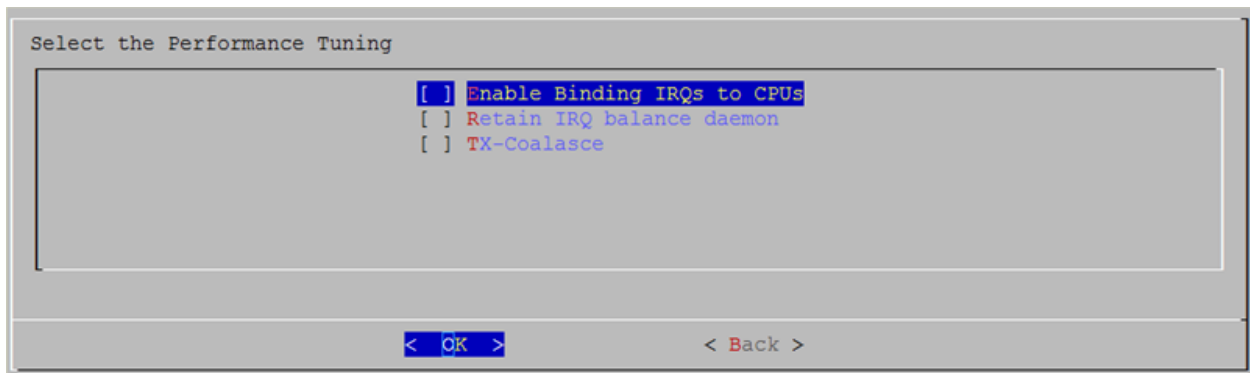 Select the Performance Tuning
[ ] Enable Binding IRQs to CPUs
[ ] Retain IRQ balance daemon
[ ] TX-Coalasce
< OK > < Back >